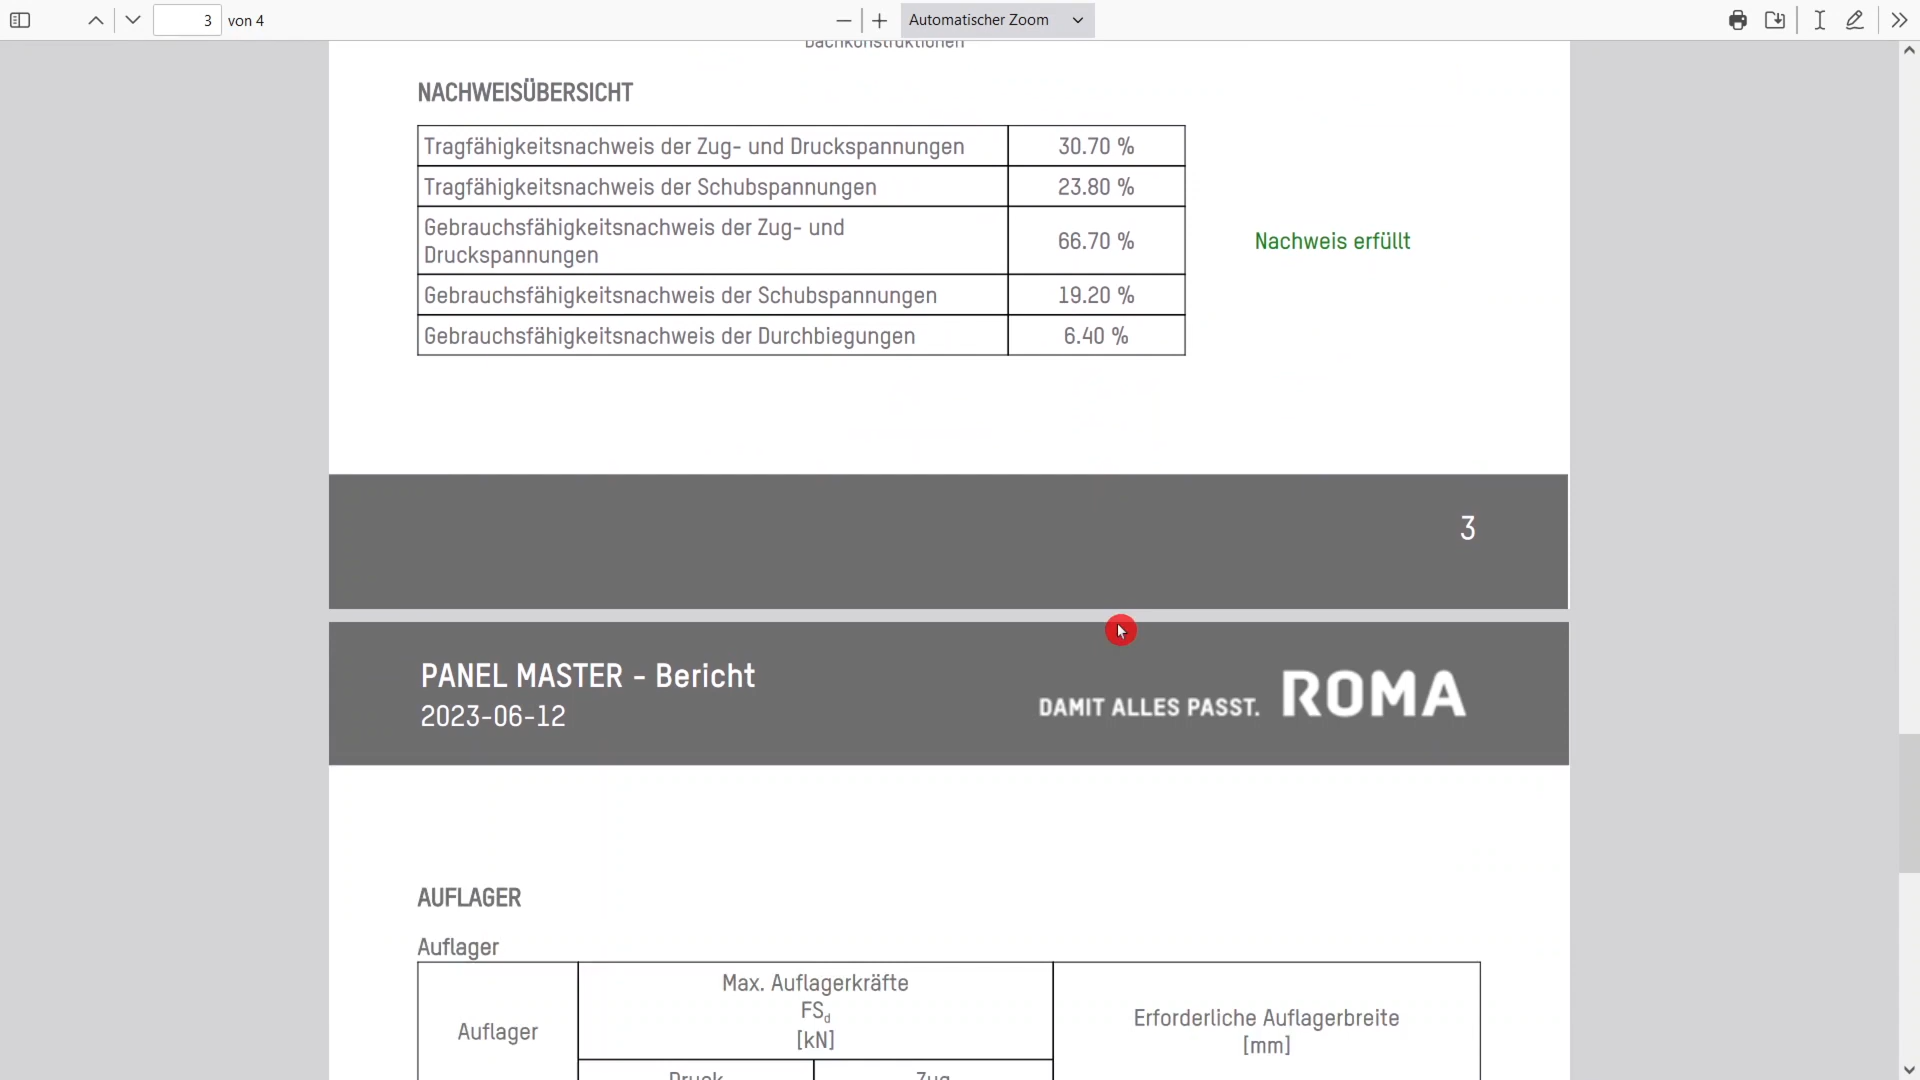 3 von 4
Automatischer Zoom
Dachkonstruktionen
NACHWEISÜBERSICHT
Tragfähigkeitsnachweis der Zug- und Druckspannungen 30.70 %
Tragfähigkeitsnachweis der Schubspannungen 23.80 %
Gebrauchsfähigkeitsnachweis der Zug- und
Druckspannungen 66.70 %
Nachweis erfüllt
Gebrauchsfähigkeitsnachweis der Schubspannungen 19.20 %
Gebrauchsfähigkeitsnachweis der Durchbiegungen 6.40 %
3
PANEL MASTER - Bericht
2023-06-12
DAMIT ALLES PASST. ROMA
AUFLAGER
Auflager
Auflager
Max. Auflagerkräfte
FSd
[kN]
Erforderliche Auflagerbreite
[mm]
Druck Zug